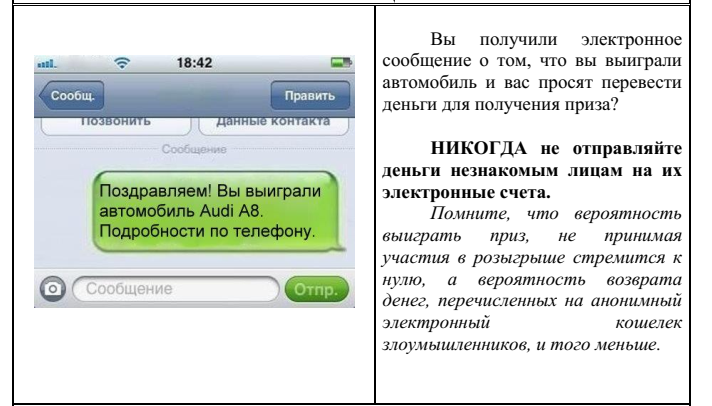 18:42
Сообщ.
Править
Позвонить
Данные контакта
Сообщение
Поздравляем! Вы выиграли
автомобиль Audi A8.
Подробности по телефону.
Сообщение
Отпр.
Вы получили электронное
сообщение о том, что вы выиграли
автомобиль и вас просят перевести
деньги для получения приза?
НИКОГДА не отправляйте
деньги незнакомым лицам на их
электронные счета.
Помните, что вероятность
выиграть приз, не принимая
участия в розыгрыше стремится к
нулю, а вероятность возврата
денег, перечисленных на анонимный
электронный кошелек
злоумышленников, и того меньше.